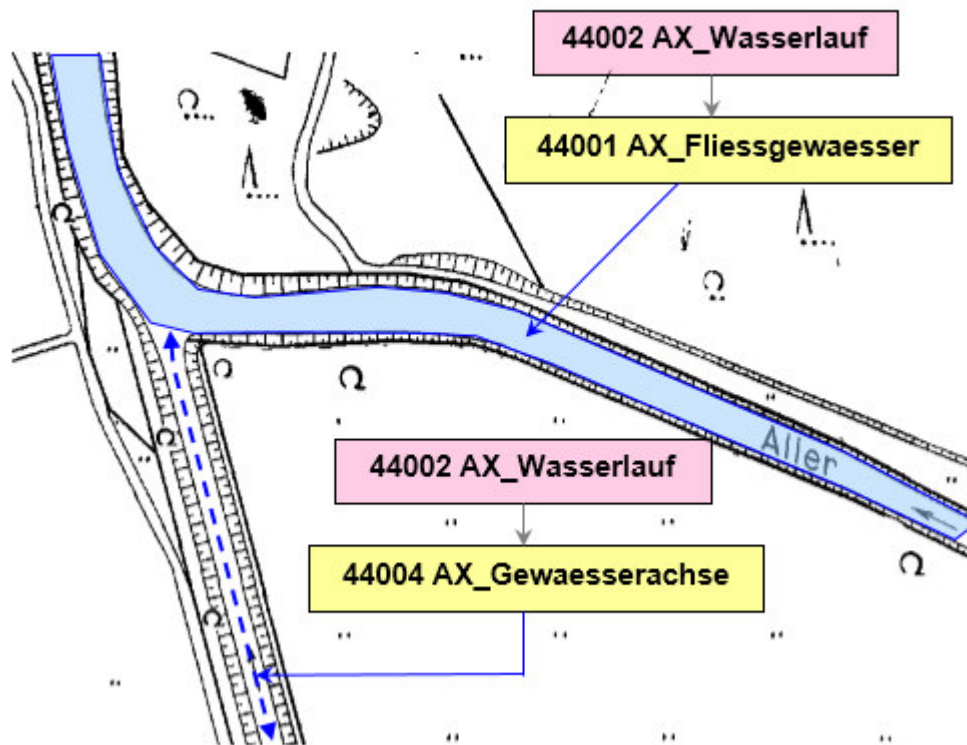 44002 AX_Wasserlauf
44001 AX_Fliessgewaesser
Aller
44002 AX_Wasserlauf
44004 AX_Gewaesserachse